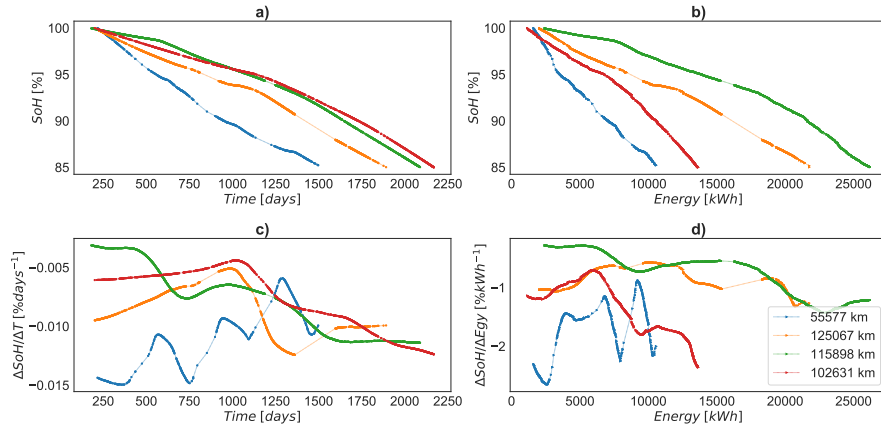 a)
100
95
90
85
SoH [%]
250 500 750 1000 1250 1500 1750 2000 2250
Time [days]
b)
100
95
90
85
SoH [%]
0 5000 10000 15000 20000 25000
Energy [kWh]
c)
−0.005
−0.010
−0.015
ΔSoH/ΔT [%days⁻¹]
250 500 750 1000 1250 1500 1750 2000 2250
Time [days]
d)
−1
−2
ΔSoH/ΔEgy [%kWh⁻¹]
0 5000 10000 15000 20000 25000
Energy [kWh]
55577 km
125067 km
115898 km
102631 km